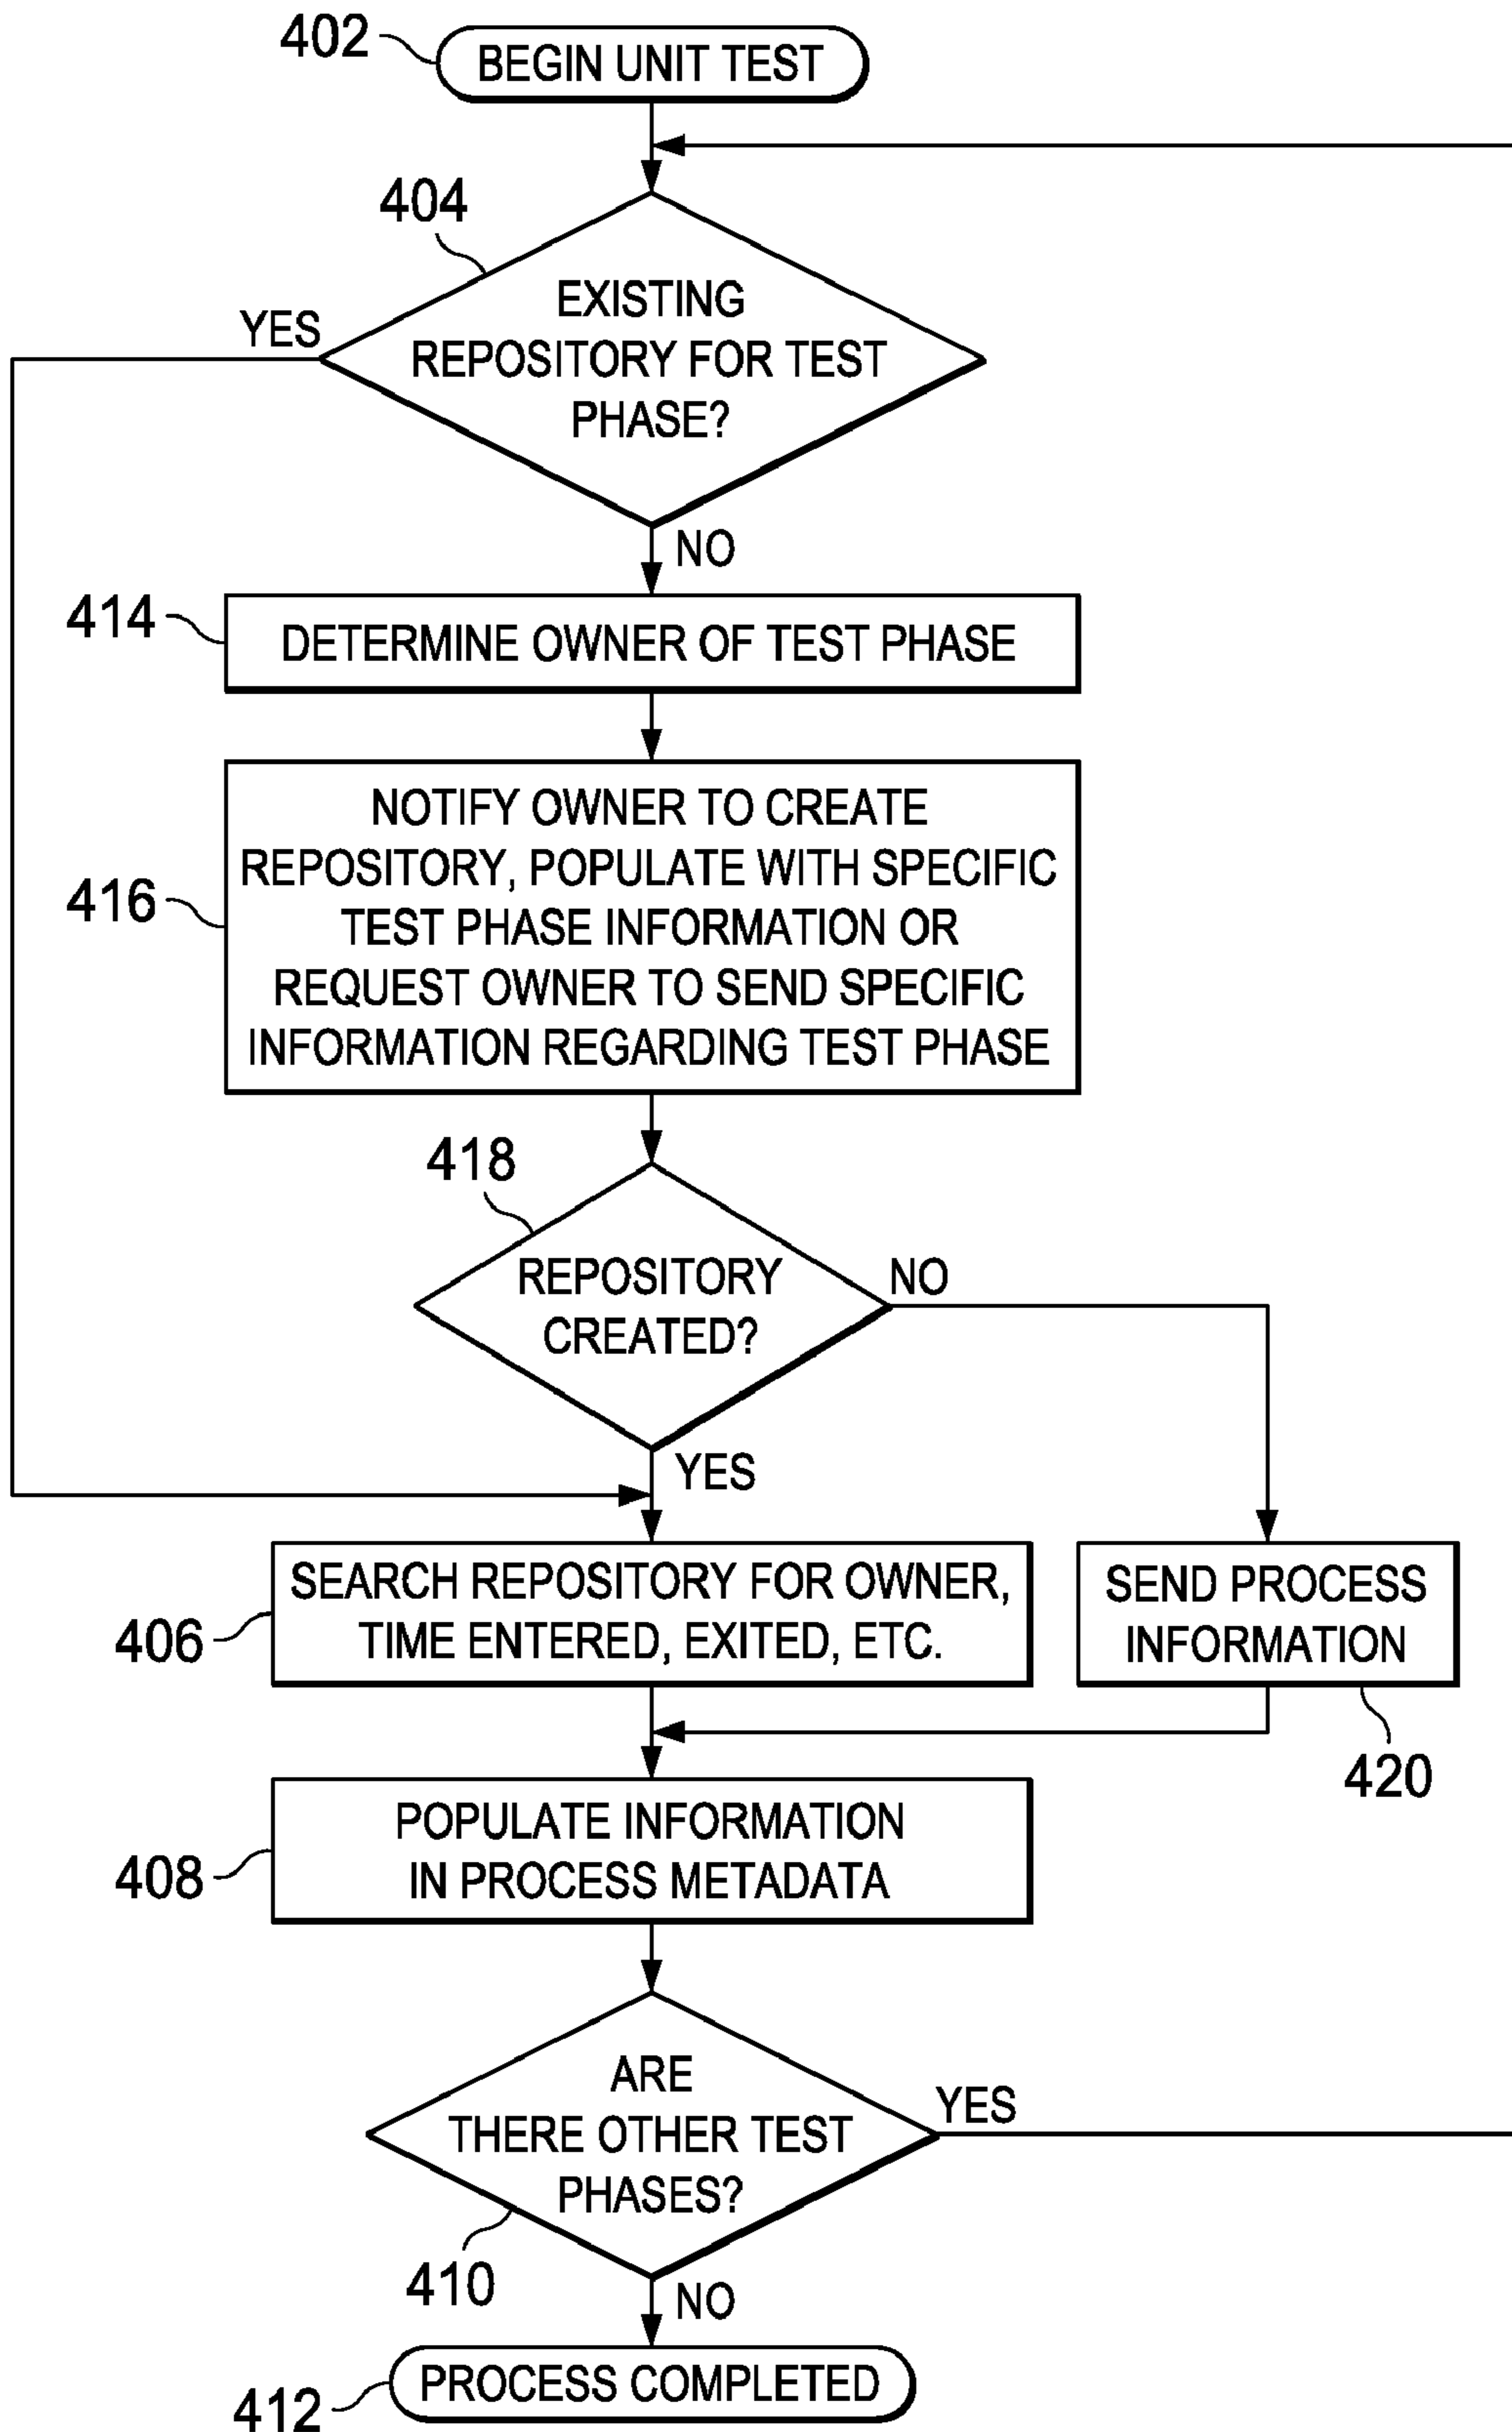 402
BEGIN UNIT TEST
404
EXISTING
REPOSITORY FOR TEST
PHASE?
YES
NO
414
DETERMINE OWNER OF TEST PHASE
416
NOTIFY OWNER TO CREATE
REPOSITORY, POPULATE WITH SPECIFIC
TEST PHASE INFORMATION OR
REQUEST OWNER TO SEND SPECIFIC
INFORMATION REGARDING TEST PHASE
418
REPOSITORY
CREATED?
NO
YES
406
SEARCH REPOSITORY FOR OWNER,
TIME ENTERED, EXITED, ETC.
SEND PROCESS
INFORMATION
420
408
POPULATE INFORMATION
IN PROCESS METADATA
ARE
THERE OTHER TEST
PHASES?
YES
410
NO
412
PROCESS COMPLETED